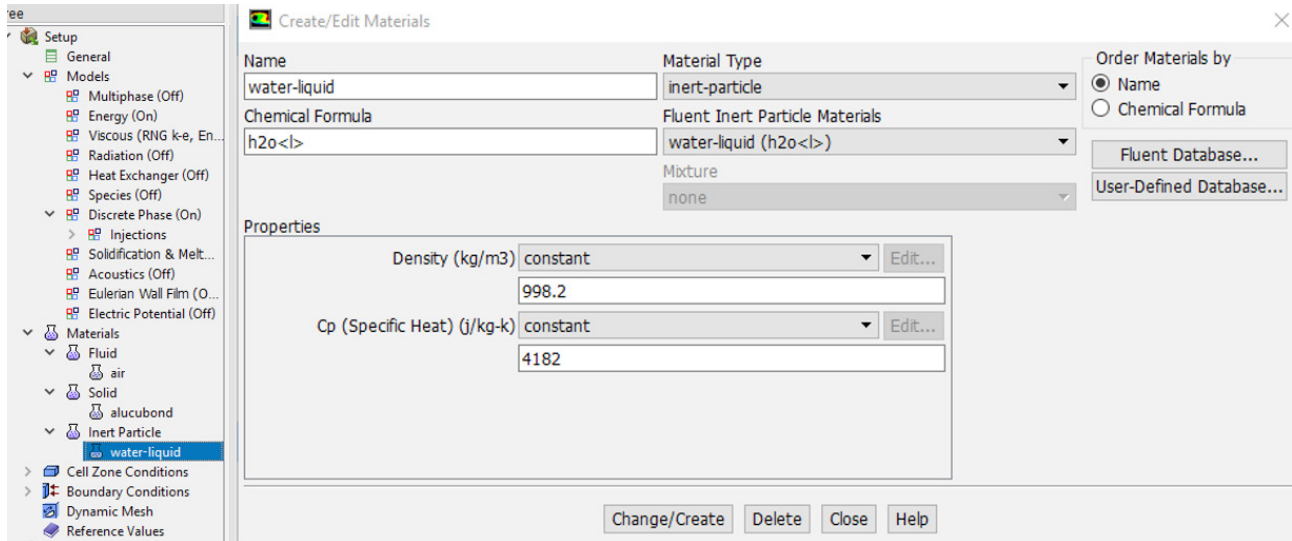 ree
Setup
General
Models
Multiphase (Off)
Energy (On)
Viscous (RNG k-e, En...
Radiation (Off)
Heat Exchanger (Off)
Species (Off)
Discrete Phase (On)
Injections
Solidification & Melt...
Acoustics (Off)
Eulerian Wall Film (O...
Electric Potential (Off)
Materials
Fluid
air
Solid
alucubond
Inert Particle
water-liquid
Cell Zone Conditions
Boundary Conditions
Dynamic Mesh
Reference Values
Create/Edit Materials
Name
water-liquid
Chemical Formula
h2o<l>
Material Type
inert-particle
Fluent Inert Particle Materials
water-liquid (h2o<l>)
Mixture
none
Order Materials by
Name
Chemical Formula
Fluent Database...
User-Defined Database...
Properties
Density (kg/m3) constant Edit...
998.2
Cp (Specific Heat) (j/kg-k) constant Edit...
4182
Change/Create Delete Close Help